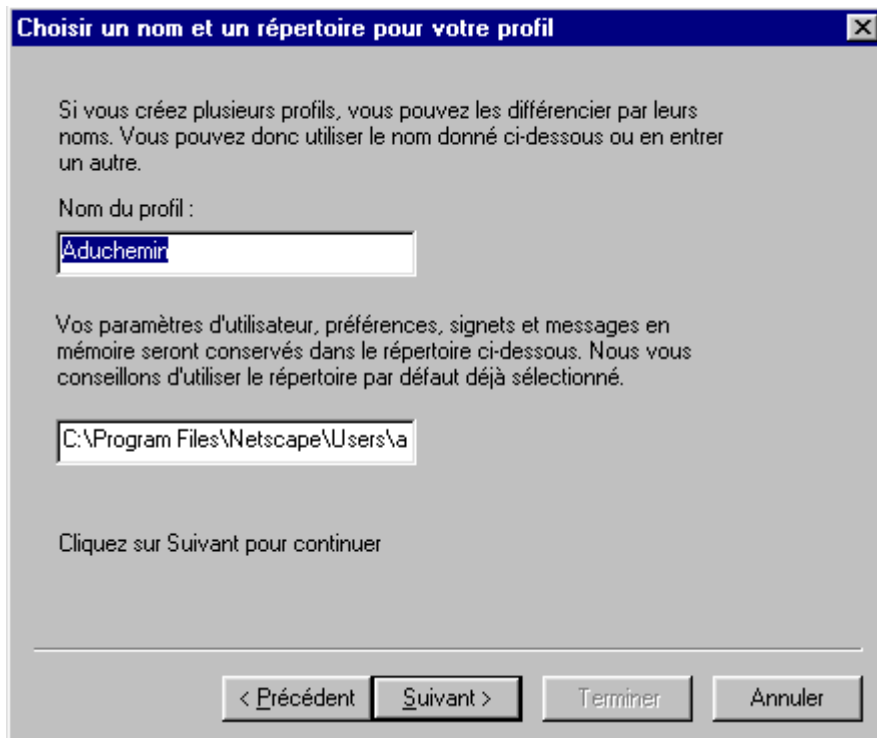 Choisir un nom et un répertoire pour votre profil
Si vous créez plusieurs profils, vous pouvez les différencier par leurs
noms. Vous pouvez donc utiliser le nom donné ci-dessous ou en entrer
un autre.
Nom du profil :
Aduchemin
Vos paramètres d'utilisateur, préférences, signets et messages en
mémoire seront conservés dans le répertoire ci-dessous. Nous vous
conseillons d'utiliser le répertoire par défaut déjà sélectionné.
C:\Program Files\Netscape\Users\a
Cliquez sur Suivant pour continuer
< Précédent
Suivant >
Terminer
Annuler